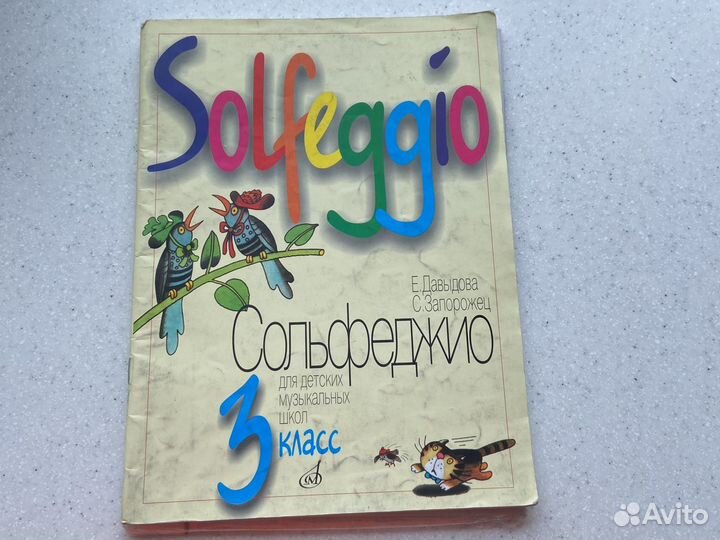 Solfeggio
Е. Давыдова
С. Запорожец
Сольфеджио
для детских
музыкальных
школ
3 класс
Avito